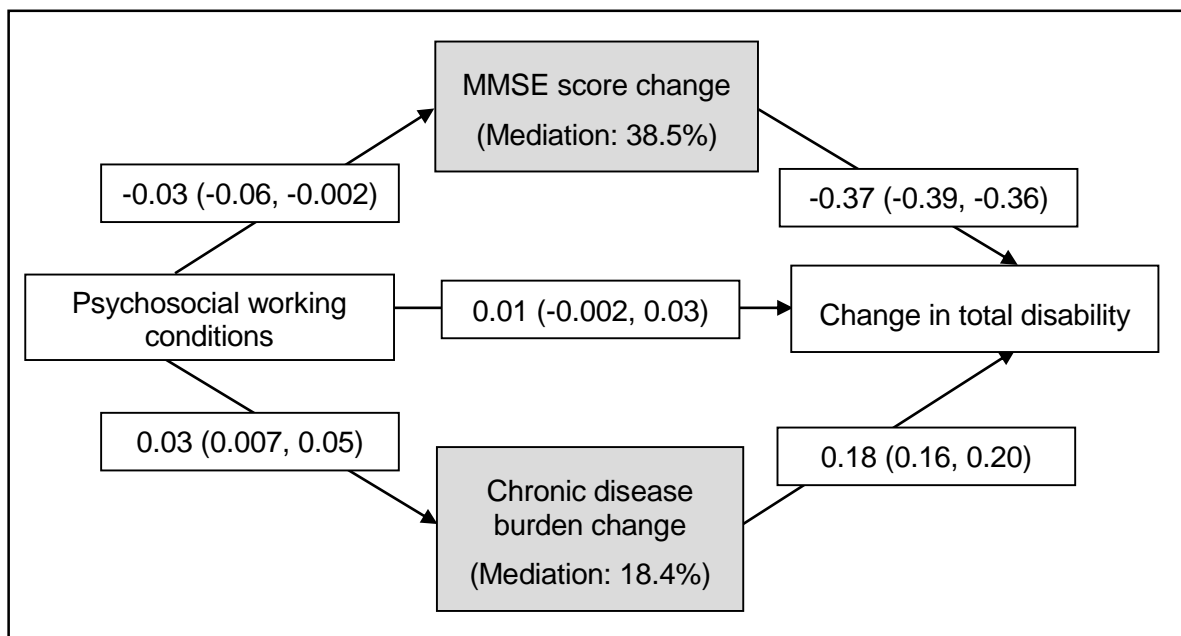 MMSE score change
(Mediation: 38.5%)
-0.03 (-0.06, -0.002)
-0.37 (-0.39, -0.36)
Psychosocial working
conditions
0.01 (-0.002, 0.03)
Change in total disability
0.03 (0.007, 0.05)
0.18 (0.16, 0.20)
Chronic disease
burden change
(Mediation: 18.4%)